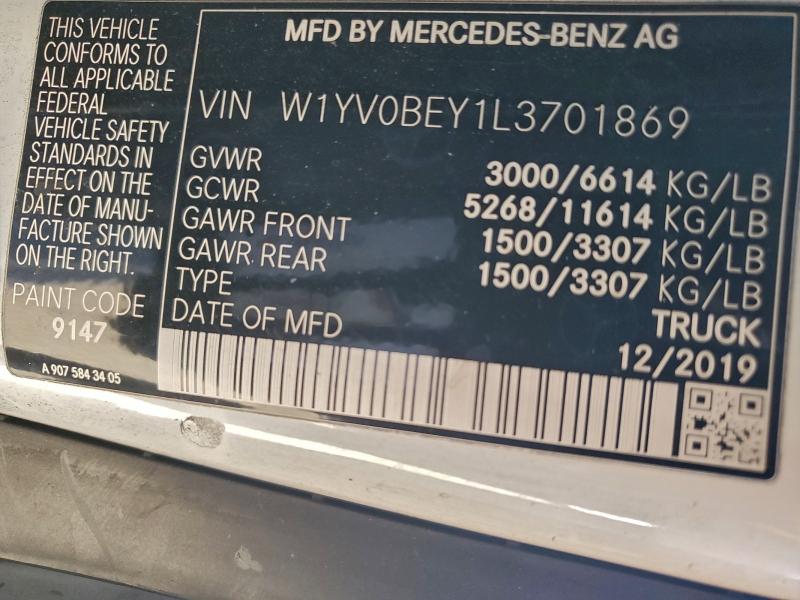 THIS VEHICLE
CONFORMS TO
ALL APPLICABLE
FEDERAL
VEHICLE SAFETY
STANDARDS IN
EFFECT ON THE
DATE OF MANU-
FACTURE SHOWN
ON THE RIGHT.
PAINT CODE
9147
A 907 584 34 05
MFD BY MERCEDES-BENZ AG
VIN W1YV0BEY1L3701869
GVWR 3000/6614 KG/LB
GCWR 5268/11614 KG/LB
GAWR FRONT 1500/3307 KG/LB
GAWR REAR 1500/3307 KG/LB
TYPE TRUCK
DATE OF MFD 12/2019